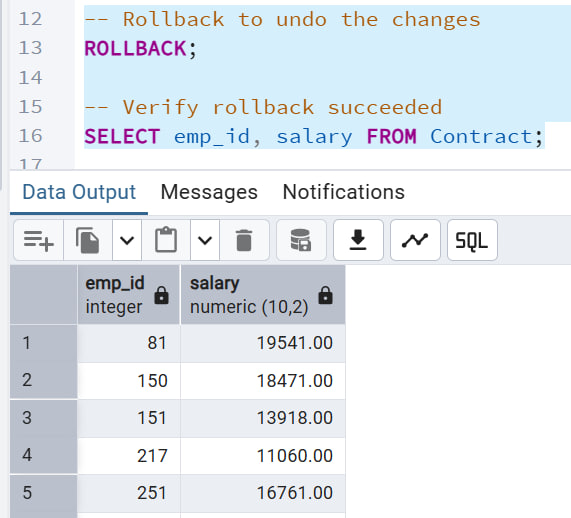 12 -- Rollback to undo the changes
13 ROLLBACK;
14
15 -- Verify rollback succeeded
16 SELECT emp_id, salary FROM Contract;
17
Data Output Messages Notifications
SQL
emp_id salary
integer numeric (10,2)
1 81 19541.00
2 150 18471.00
3 151 13918.00
4 217 11060.00
5 251 16761.00